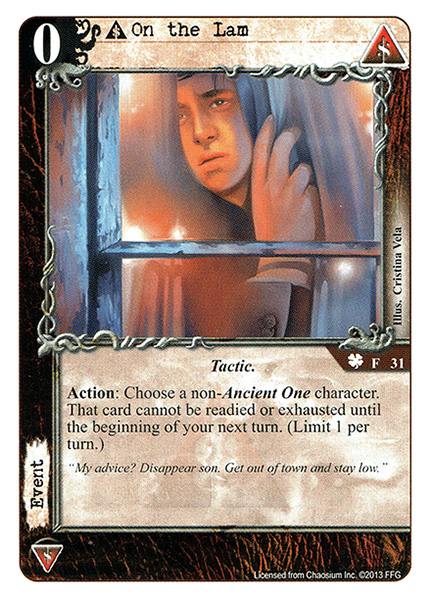 0
On the Lam
Illus. Cristina Vela
F 31
Tactic.
Action: Choose a non-Ancient One character.
That card cannot be readied or exhausted until
the beginning of your next turn. (Limit 1 per
turn.)
“My advice? Disappear son. Get out of town and stay low.”
Event
Licensed from Chaosium Inc. ©2013 FFG